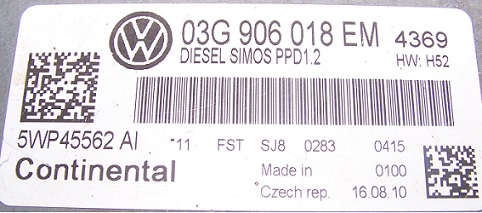 03G 906 018 EM 4369
DIESEL SIMOS PPD1.2 HW: H52
5WP45562 AI *11 FST SJ8 0283 0415
Continental Made in 0100
Czech rep. 16.08.10